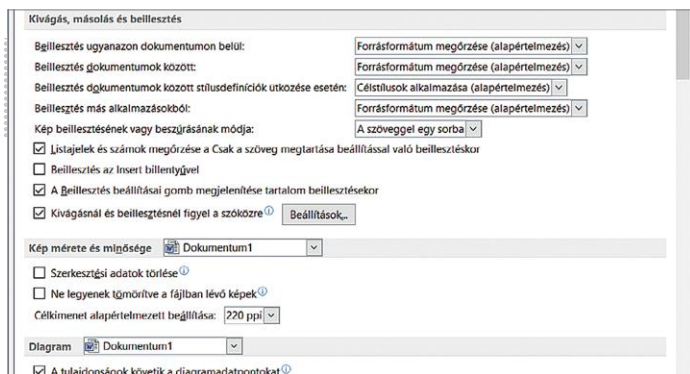 Kivágás, másolás és beillesztés
Beillesztés ugyanazon dokumentumon belül: Forrásformátum megőrzése (alapértelmezés)
Beillesztés dokumentumok között: Forrásformátum megőrzése (alapértelmezés)
Beillesztés dokumentumok között stílusdefiníciók ütközése esetén: Célstílusok alkalmazása (alapértelmezés)
Beillesztés más alkalmazásokból: Forrásformátum megőrzése (alapértelmezés)
Kép beillesztésének vagy beszúrásának módja: A szöveggel egy sorba
Listajelek és számok megőrzése a Csak a szöveg megtartása beállítással való beillesztéskor
Beillesztés az Insert billentyűvel
A Beillesztés beállításai gomb megjelenítése tartalom beillesztésekor
Kivágásnál és beillesztésnél figyel a szóközre Beállítások...
Kép mérete és minősége Dokumentum1
Szerkesztési adatok törlése
Ne legyenek tömörítve a fájlban lévő képek
Célkimenet alapértelmezett beállítása: 220 ppi
Diagram Dokumentum1
A tulajdonságok követik a diagramadatpontokat